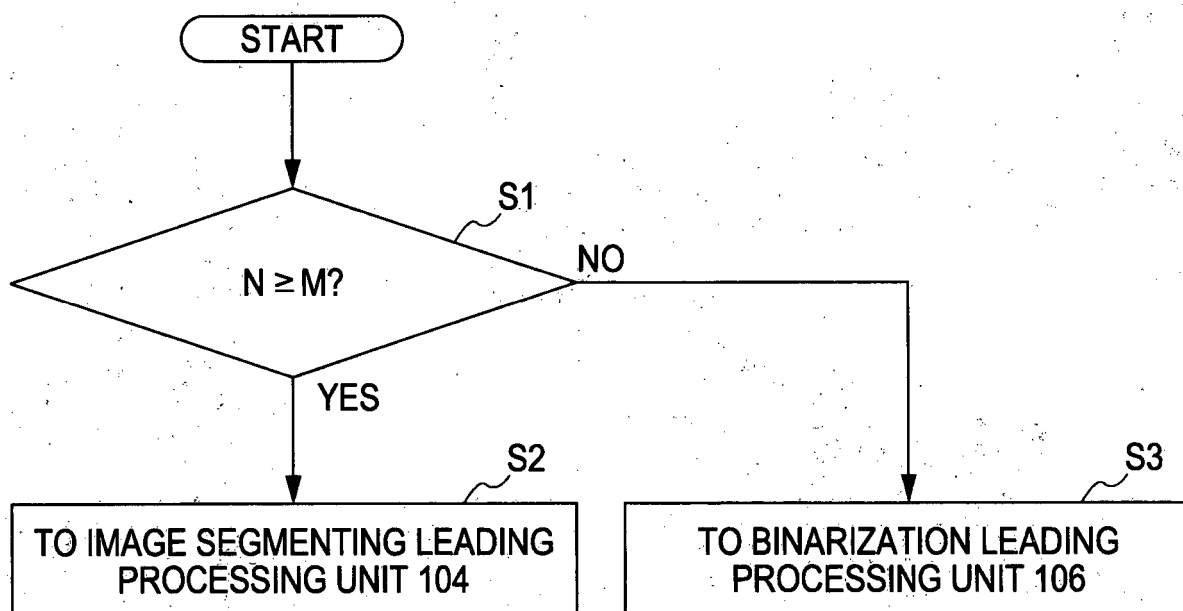 START
S1
N ≥ M?
NO
YES
S2
S3
TO IMAGE SEGMENTING LEADING
PROCESSING UNIT 104
TO BINARIZATION LEADING
PROCESSING UNIT 106